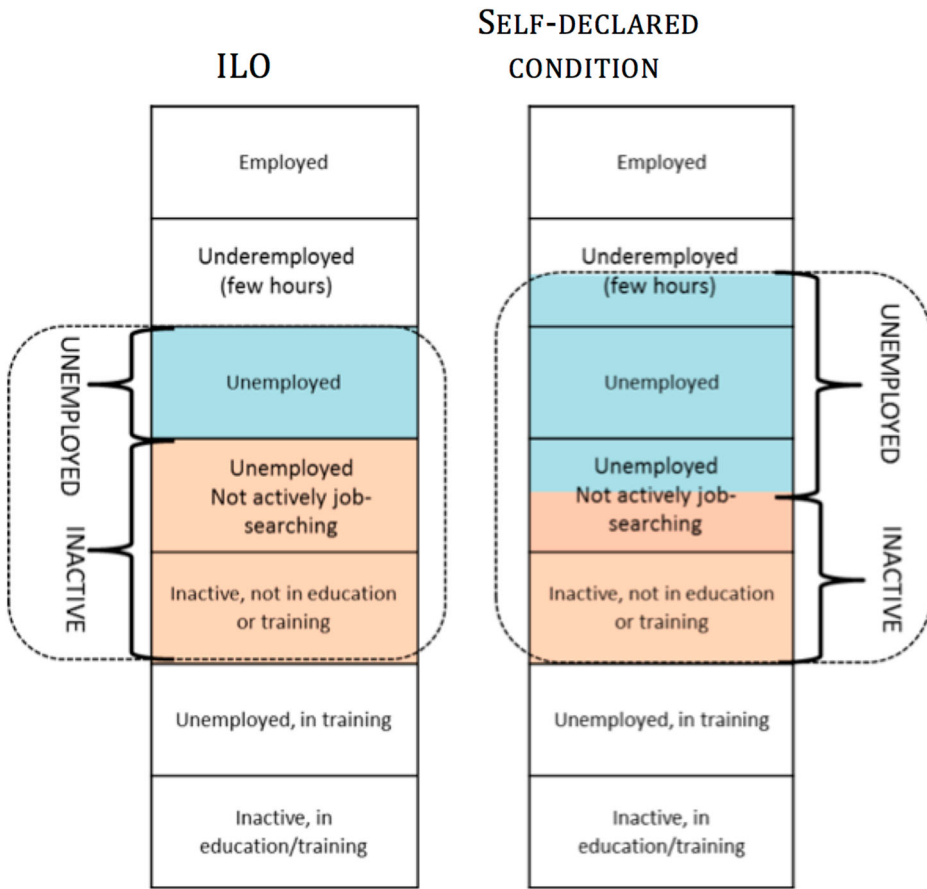 ILO
SELF-DECLARED
CONDITION
Employed
Underemployed
(few hours)
Unemployed
Unemployed
Not actively job-
searching
Inactive, not in education
or training
Unemployed, in training
Inactive, in
education/training
UNEMPLOYED
INACTIVE
Employed
Underemployed
(few hours)
Unemployed
Unemployed
Not actively job-
searching
Inactive, not in education
or training
Unemployed, in training
Inactive, in
education/training
UNEMPLOYED
INACTIVE